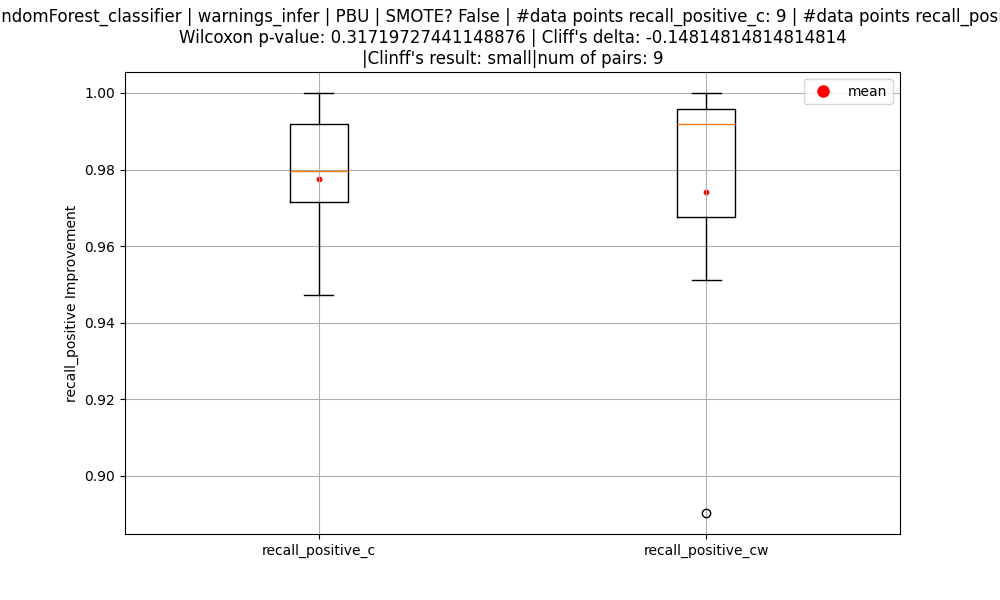 ndomForest_classifier | warnings_infer | PBU | SMOTE? False | #data points recall_positive_c: 9 | #data points recall_posi
Wilcoxon p-value: 0.31719727441148876 | Cliff's delta: -0.14814814814814814
|Clinff's result: small|num of pairs: 9
mean
1.00
0.98
0.96
0.94
0.92
0.90
recall_positive Improvement
recall_positive_c
recall_positive_cw